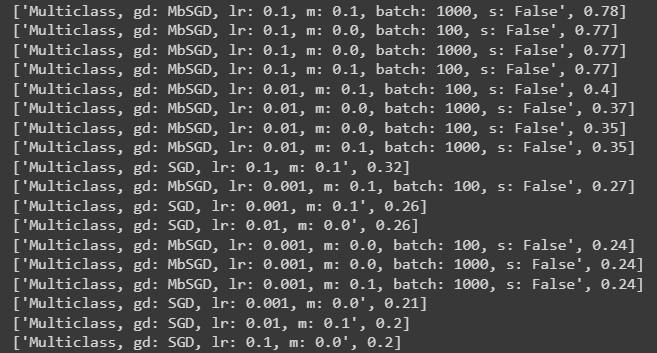 ['Multiclass, gd: MbSGD, lr: 0.1, m: 0.1, batch: 1000, s: False', 0.78]
['Multiclass, gd: MbSGD, lr: 0.1, m: 0.0, batch: 100, s: False', 0.77]
['Multiclass, gd: MbSGD, lr: 0.1, m: 0.0, batch: 1000, s: False', 0.77]
['Multiclass, gd: MbSGD, lr: 0.1, m: 0.1, batch: 100, s: False', 0.77]
['Multiclass, gd: MbSGD, lr: 0.01, m: 0.1, batch: 100, s: False', 0.4]
['Multiclass, gd: MbSGD, lr: 0.01, m: 0.0, batch: 1000, s: False', 0.37]
['Multiclass, gd: MbSGD, lr: 0.01, m: 0.0, batch: 100, s: False', 0.35]
['Multiclass, gd: MbSGD, lr: 0.01, m: 0.1, batch: 1000, s: False', 0.35]
['Multiclass, gd: SGD, lr: 0.1, m: 0.1', 0.32]
['Multiclass, gd: MbSGD, lr: 0.001, m: 0.1, batch: 100, s: False', 0.27]
['Multiclass, gd: SGD, lr: 0.001, m: 0.1', 0.26]
['Multiclass, gd: SGD, lr: 0.01, m: 0.0', 0.26]
['Multiclass, gd: MbSGD, lr: 0.001, m: 0.0, batch: 100, s: False', 0.24]
['Multiclass, gd: MbSGD, lr: 0.001, m: 0.0, batch: 1000, s: False', 0.24]
['Multiclass, gd: MbSGD, lr: 0.001, m: 0.1, batch: 1000, s: False', 0.24]
['Multiclass, gd: SGD, lr: 0.001, m: 0.0', 0.21]
['Multiclass, gd: SGD, lr: 0.01, m: 0.1', 0.2]
['Multiclass, gd: SGD, lr: 0.1, m: 0.0', 0.2]